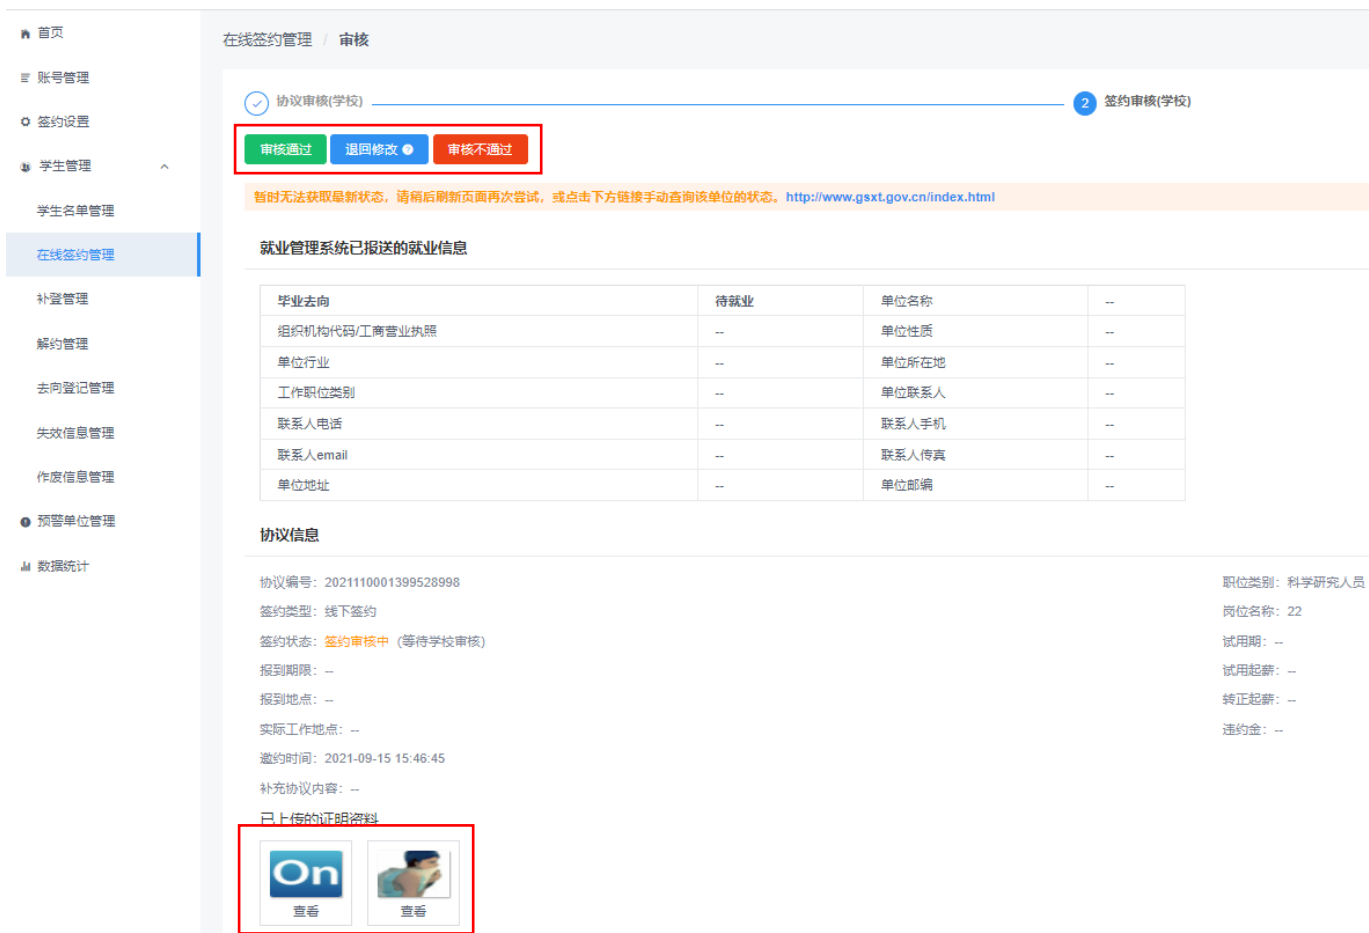 首页
在线签约管理 / 审核
账号管理
签约设置
学生管理
学生名单管理
在线签约管理
补登管理
解约管理
去向登记管理
失效信息管理
作废信息管理
预警单位管理
数据统计
协议审核(学校)
2 签约审核(学校)
审核通过 退回修改 审核不通过
暂时无法获取最新状态，请稍后刷新页面再次尝试，或点击下方链接手动查询该单位的状态。http://www.gsxt.gov.cn/index.html
就业管理系统已报送的就业信息
毕业去向 待就业 单位名称 --
组织机构代码/工商营业执照 -- 单位性质 --
单位行业 -- 单位所在地 --
工作职位类别 -- 单位联系人 --
联系人电话 -- 联系人手机 --
联系人email -- 联系人传真 --
单位地址 -- 单位邮编 --
协议信息
协议编号：2021110001399528998 职位类别：科学研究人员
签约类型：线下签约 岗位名称：22
签约状态：签约审核中（等待学校审核） 试用期：--
报到期限：-- 试用起薪：--
报到地点：-- 转正起薪：--
实际工作地点：-- 违约金：--
邀约时间：2021-09-15 15:46:45
补充协议内容：--
已上传的证明资料
On
查看 查看